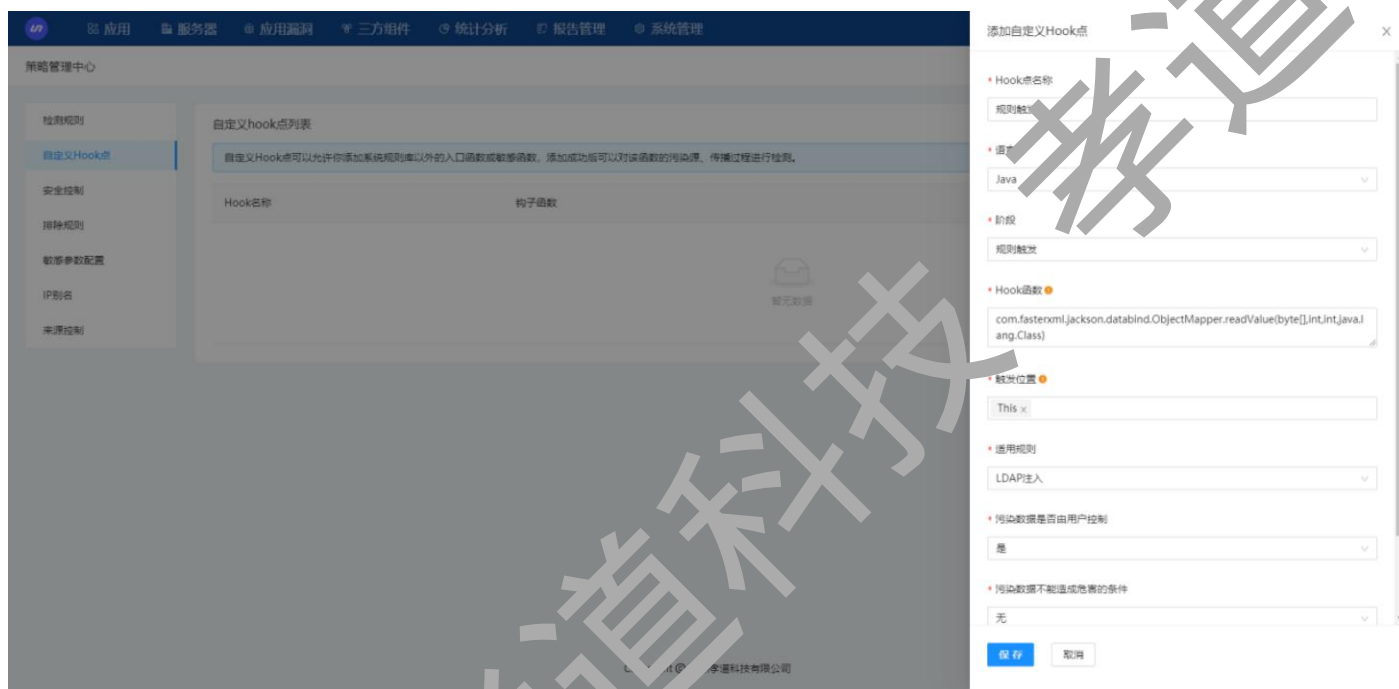 应用 服务器 应用漏洞 三方组件 统计分析 报告管理 系统管理
策略管理中心
检测规则
自定义Hook点
安全控制
排除规则
敏感参数配置
IP别名
来源控制
自定义hook点列表
自定义Hook点可以允许你添加系统规则库以外的入口函数或敏感函数，添加成功后可以对该函数的污染源、传播过程进行检测。
Hook名称 钩子函数
暂无数据
孝道科技有限公司
添加自定义Hook点
* Hook点名称
规则触
* 语
Java
* 阶段
规则触发
* Hook函数
com.fasterxml.jackson.databind.ObjectMapper.readValue(byte[],int,int,java.l
ang.Class)
* 触发位置
This ×
* 适用规则
LDAP注入
* 污染数据是否由用户控制
是
* 污染数据不能造成危害的条件
无
保存 取消
孝道科技